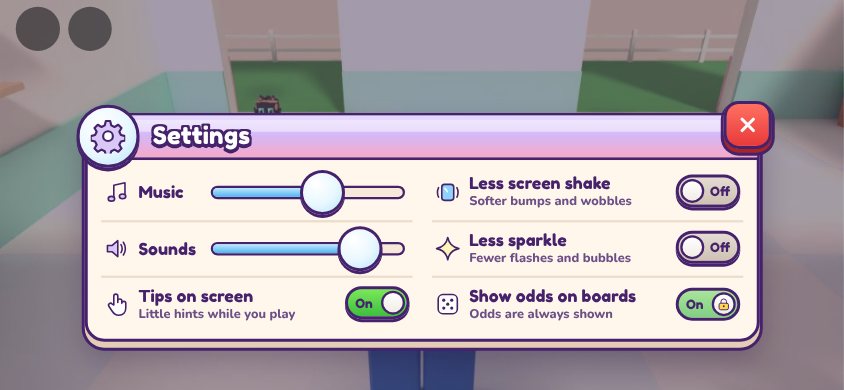 Settings
Music
Sounds
Tips on screen
Little hints while you play
On
Less screen shake
Softer bumps and wobbles
Off
Less sparkle
Fewer flashes and bubbles
Off
Show odds on boards
Odds are always shown
On